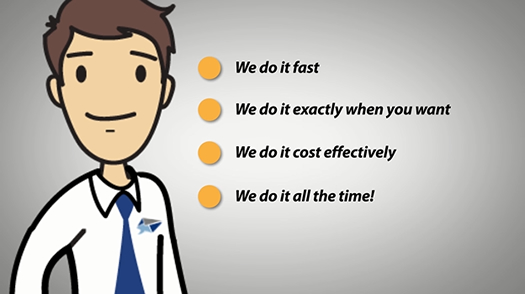 We do it fast
We do it exactly when you want
We do it cost effectively
We do it all the time!